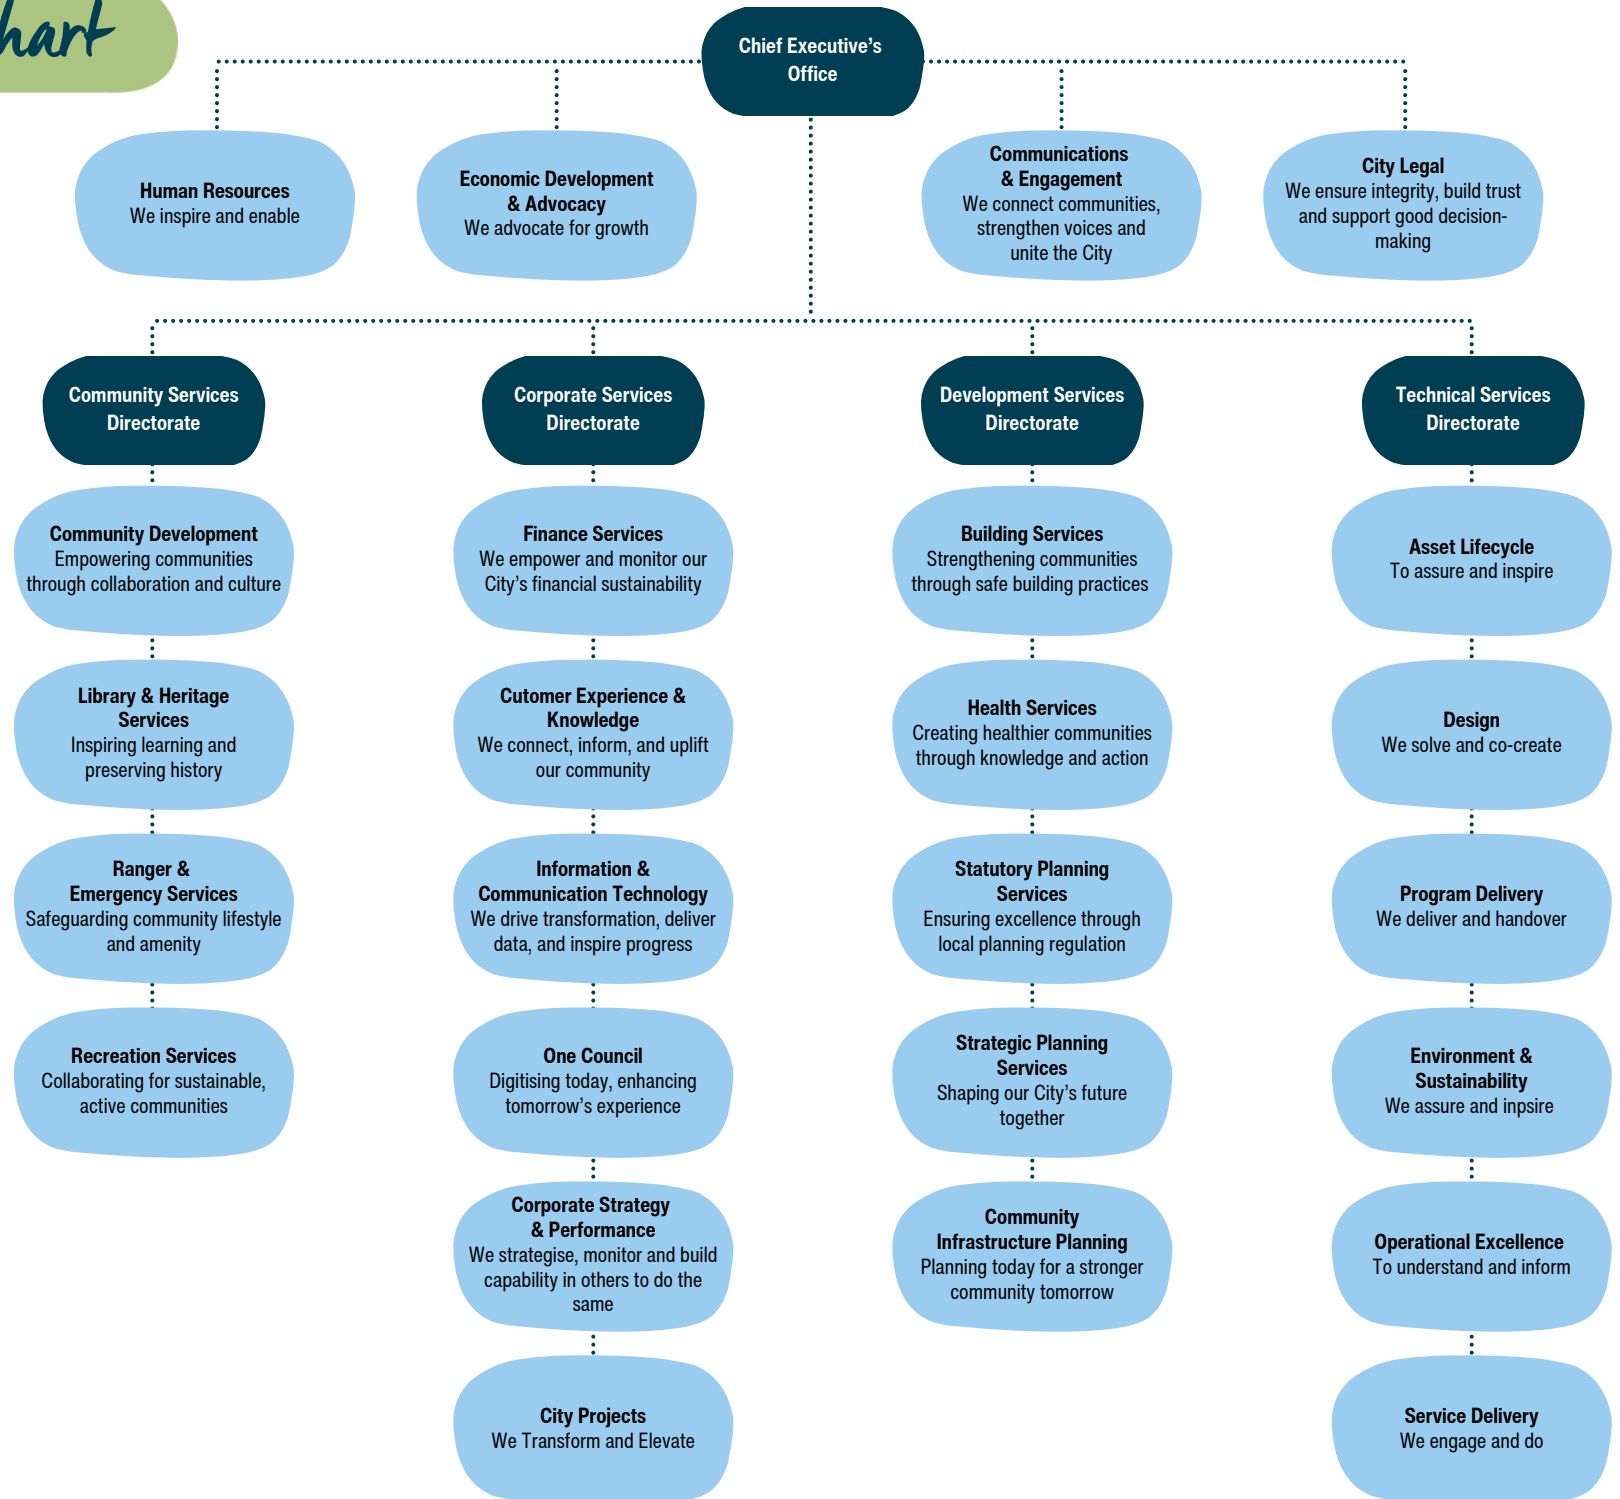 hart
Chief Executive's
Office
Human Resources
We inspire and enable
Economic Development
& Advocacy
We advocate for growth
Communications
& Engagement
We connect communities,
strengthen voices and
unite the City
City Legal
We ensure integrity, build trust
and support good decision-
making
Community Services
Directorate
Community Development
Empowering communities
through collaboration and culture
Library & Heritage
Services
Inspiring learning and
preserving history
Ranger &
Emergency Services
Safeguarding community lifestyle
and amenity
Recreation Services
Collaborating for sustainable,
active communities
Corporate Services
Directorate
Finance Services
We empower and monitor our
City's financial sustainability
Cutomer Experience &
Knowledge
We connect, inform, and uplift
our community
Information &
Communication Technology
We drive transformation, deliver
data, and inspire progress
One Council
Digitising today, enhancing
tomorrow's experience
Corporate Strategy
& Performance
We strategise, monitor and build
capability in others to do the
same
City Projects
We Transform and Elevate
Development Services
Directorate
Building Services
Strengthening communities
through safe building practices
Health Services
Creating healthier communities
through knowledge and action
Statutory Planning
Services
Ensuring excellence through
local planning regulation
Strategic Planning
Services
Shaping our City's future
together
Community
Infrastructure Planning
Planning today for a stronger
community tomorrow
Technical Services
Directorate
Asset Lifecycle
To assure and inspire
Design
We solve and co-create
Program Delivery
We deliver and handover
Environment &
Sustainability
We assure and inpsire
Operational Excellence
To understand and inform
Service Delivery
We engage and do